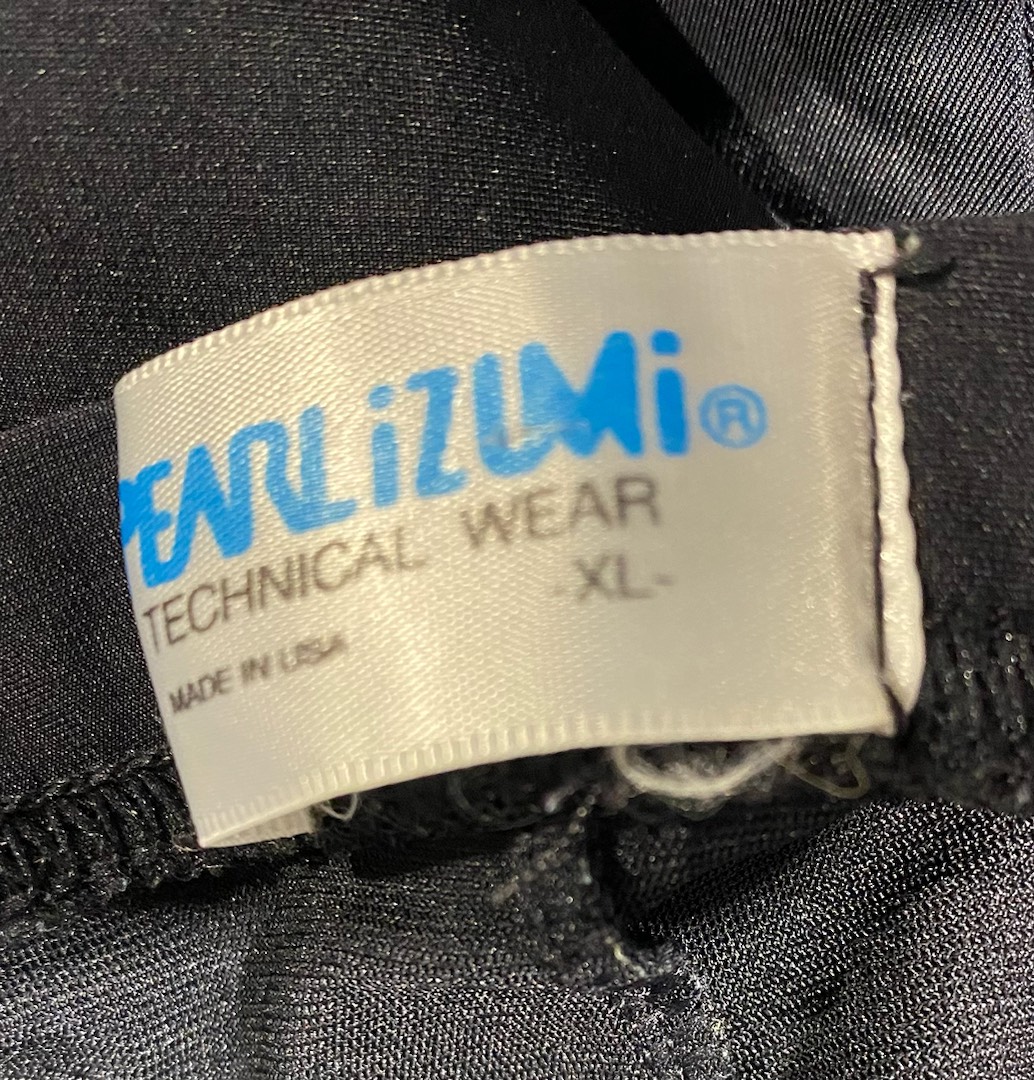 PEARL iZUMi ®
TECHNICAL WEAR
-XL-
MADE IN USA